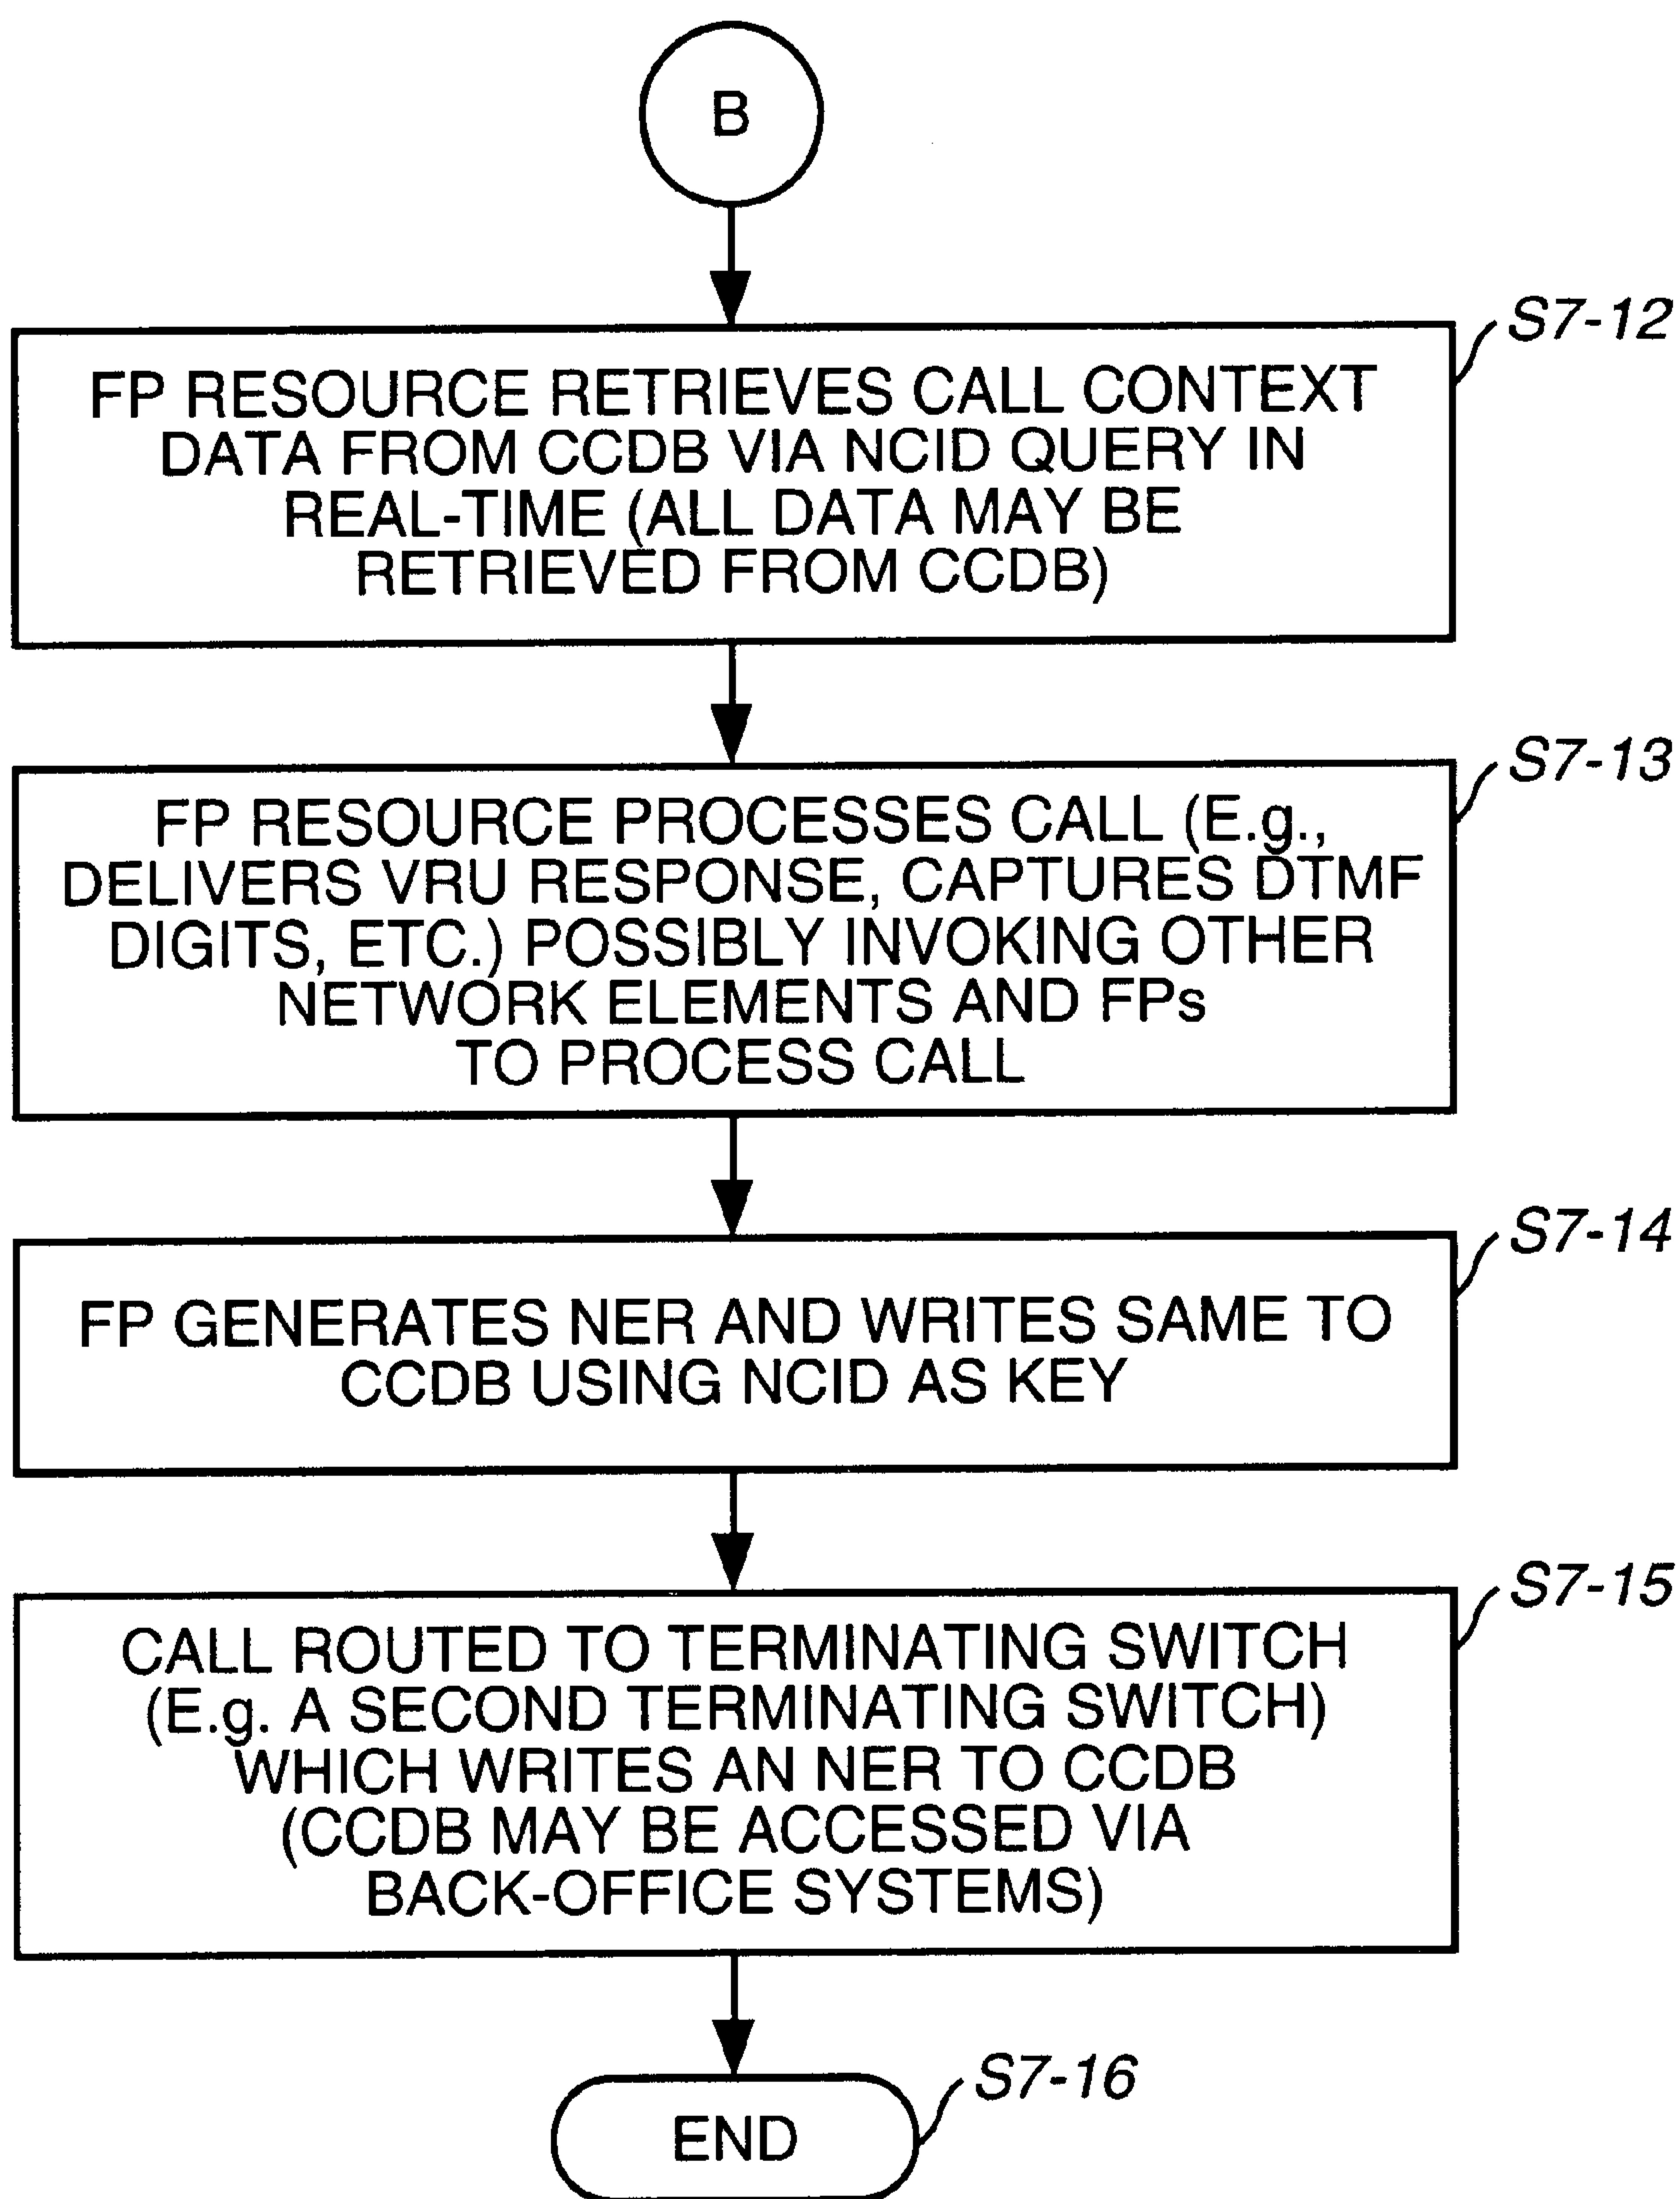 B
S7-12
FP RESOURCE RETRIEVES CALL CONTEXT
DATA FROM CCDB VIA NCID QUERY IN
REAL-TIME (ALL DATA MAY BE
RETRIEVED FROM CCDB)
S7-13
FP RESOURCE PROCESSES CALL (E.g.,
DELIVERS VRU RESPONSE, CAPTURES DTMF
DIGITS, ETC.) POSSIBLY INVOKING OTHER
NETWORK ELEMENTS AND FPs
TO PROCESS CALL
S7-14
FP GENERATES NER AND WRITES SAME TO
CCDB USING NCID AS KEY
S7-15
CALL ROUTED TO TERMINATING SWITCH
(E.g. A SECOND TERMINATING SWITCH)
WHICH WRITES AN NER TO CCDB
(CCDB MAY BE ACCESSED VIA
BACK-OFFICE SYSTEMS)
S7-16
END